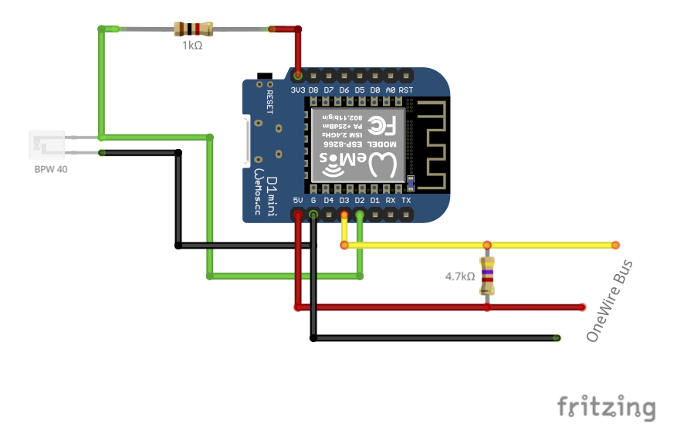 1kΩ
3V3 D8 D7 D6 D5 D0 A0 RST
RESET
BPW 40
D1mini
WeMos.cc
WeMos
MODEL ESP-8266
ISM 2.4GHz
PA +25dBm
802.11b/g/n
FC
5V G D4 D3 D2 D1 RX TX
4.7kΩ
OneWire Bus
fritzing